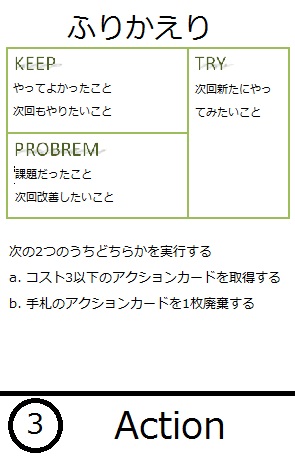 ふりかえり
KEEP
やってよかったこと
次回もやりたいこと
TRY
次回新たにやっ
てみたいこと
PROBREM
課題だったこと
次回改善したいこと
次の2つのうちどちらかを実行する
a. コスト3以下のアクションカードを取得する
b. 手札のアクションカードを1枚廃棄する
3 Action